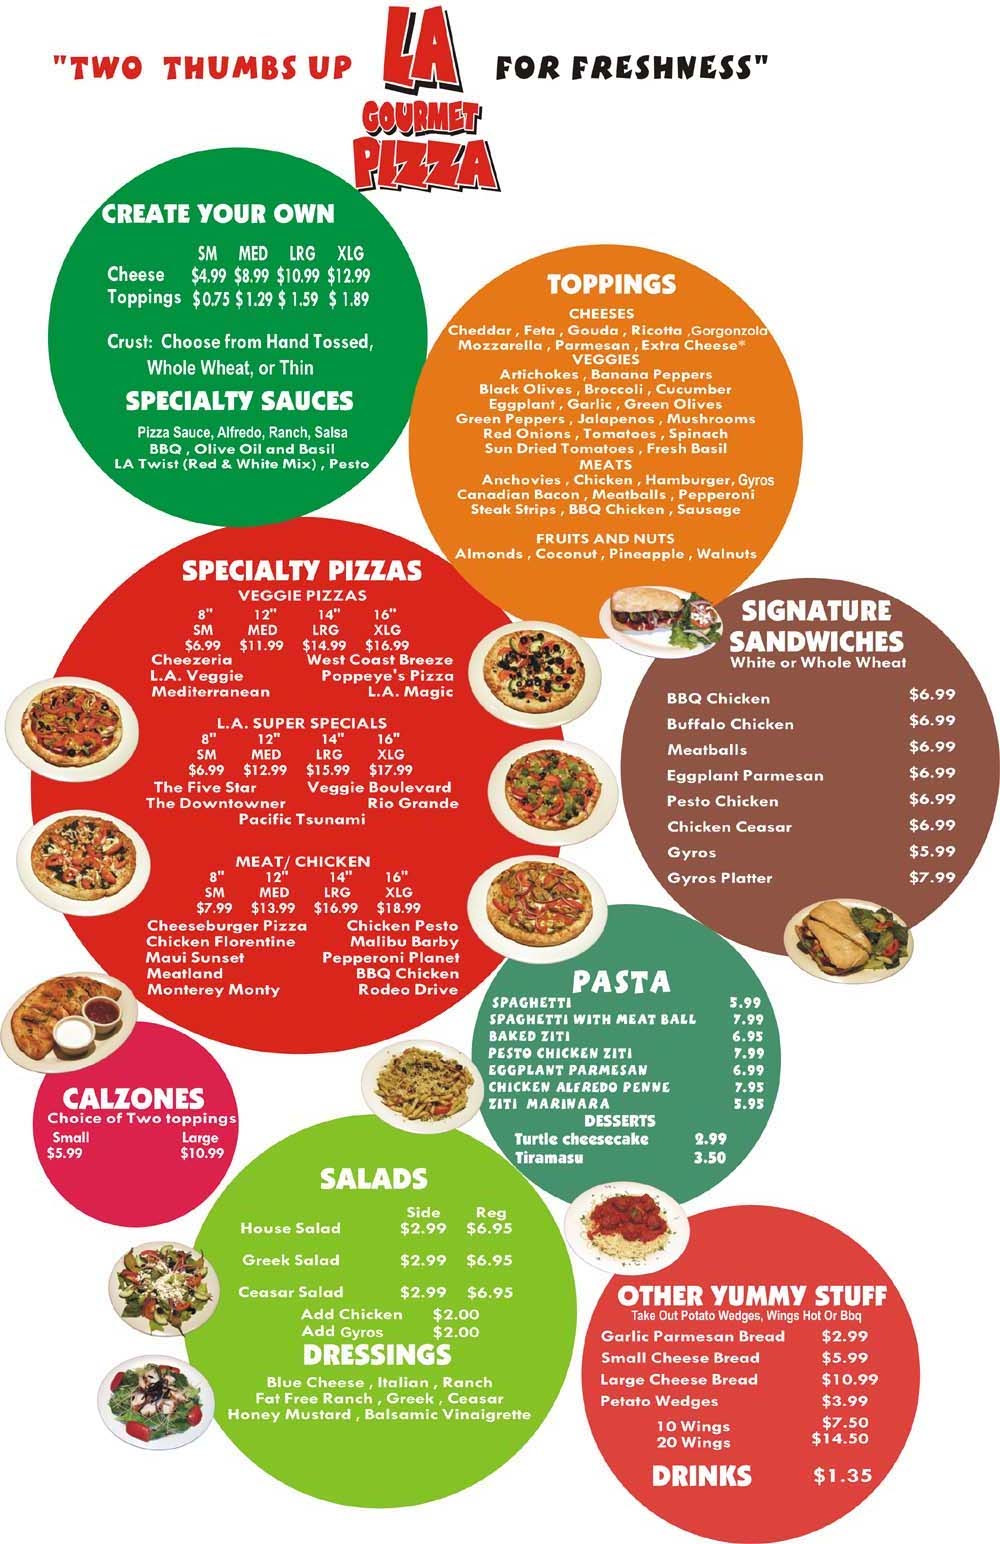 "TWO THUMBS UP LA FOR FRESHNESS"
GOURMET
PIZZA
CREATE YOUR OWN
SM MED LRG XLG
Cheese $4.99 $8.99 $10.99 $12.99
Toppings $0.75 $1.29 $ 1.59 $ 1.89
Crust: Choose from Hand Tossed,
Whole Wheat, or Thin
SPECIALTY SAUCES
Pizza Sauce, Alfredo, Ranch, Salsa
BBQ , Olive Oil and Basil
LA Twist (Red & White Mix) , Pesto
TOPPINGS
CHEESES
Cheddar , Feta , Gouda , Ricotta ,Gorgonzola
Mozzarella , Parmesan , Extra Cheese*
VEGGIES
Artichokes , Banana Peppers
Black Olives , Broccoli , Cucumber
Eggplant , Garlic , Green Olives
Green Peppers , Jalapenos , Mushrooms
Red Onions , Tomatoes , Spinach
Sun Dried Tomatoes , Fresh Basil
MEATS
Anchovies , Chicken , Hamburger, Gyros
Canadian Bacon , Meatballs , Pepperoni
Steak Strips , BBQ Chicken , Sausage
FRUITS AND NUTS
Almonds , Coconut , Pineapple , Walnuts
SPECIALTY PIZZAS
VEGGIE PIZZAS
8" 12" 14" 16"
SM MED LRG XLG
$6.99 $11.99 $14.99 $16.99
Cheezeria West Coast Breeze
L.A. Veggie Poppeye's Pizza
Mediterranean L.A. Magic
L.A. SUPER SPECIALS
8" 12" 14" 16"
SM MED LRG XLG
$6.99 $12.99 $15.99 $17.99
The Five Star Veggie Boulevard
The Downtowner Rio Grande
Pacific Tsunami
MEAT/ CHICKEN
8" 12" 14" 16"
SM MED LRG XLG
$7.99 $13.99 $16.99 $18.99
Cheeseburger Pizza Chicken Pesto
Chicken Florentine Malibu Barby
Maui Sunset Pepperoni Planet
Meatland BBQ Chicken
Monterey Monty Rodeo Drive
SIGNATURE
SANDWICHES
White or Whole Wheat
BBQ Chicken $6.99
Buffalo Chicken $6.99
Meatballs $6.99
Eggplant Parmesan $6.99
Pesto Chicken $6.99
Chicken Ceasar $6.99
Gyros $5.99
Gyros Platter $7.99
PASTA
SPAGHETTI 5.99
SPAGHETTI WITH MEAT BALL 7.99
BAKED ZITI 6.95
PESTO CHICKEN ZITI 7.99
EGGPLANT PARMESAN 6.99
CHICKEN ALFREDO PENNE 7.95
ZITI MARINARA 5.95
DESSERTS
Turtle cheesecake 2.99
Tiramasu 3.50
CALZONES
Choice of Two toppings
Small Large
$5.99 $10.99
SALADS
Side Reg
House Salad $2.99 $6.95
Greek Salad $2.99 $6.95
Ceasar Salad $2.99 $6.95
Add Chicken $2.00
Add Gyros $2.00
DRESSINGS
Blue Cheese , Italian , Ranch
Fat Free Ranch , Greek , Ceasar
Honey Mustard , Balsamic Vinaigrette
OTHER YUMMY STUFF
Take Out Potato Wedges, Wings Hot Or Bbq
Garlic Parmesan Bread $2.99
Small Cheese Bread $5.99
Large Cheese Bread $10.99
Petato Wedges $3.99
10 Wings $7.50
20 Wings $14.50
DRINKS $1.35